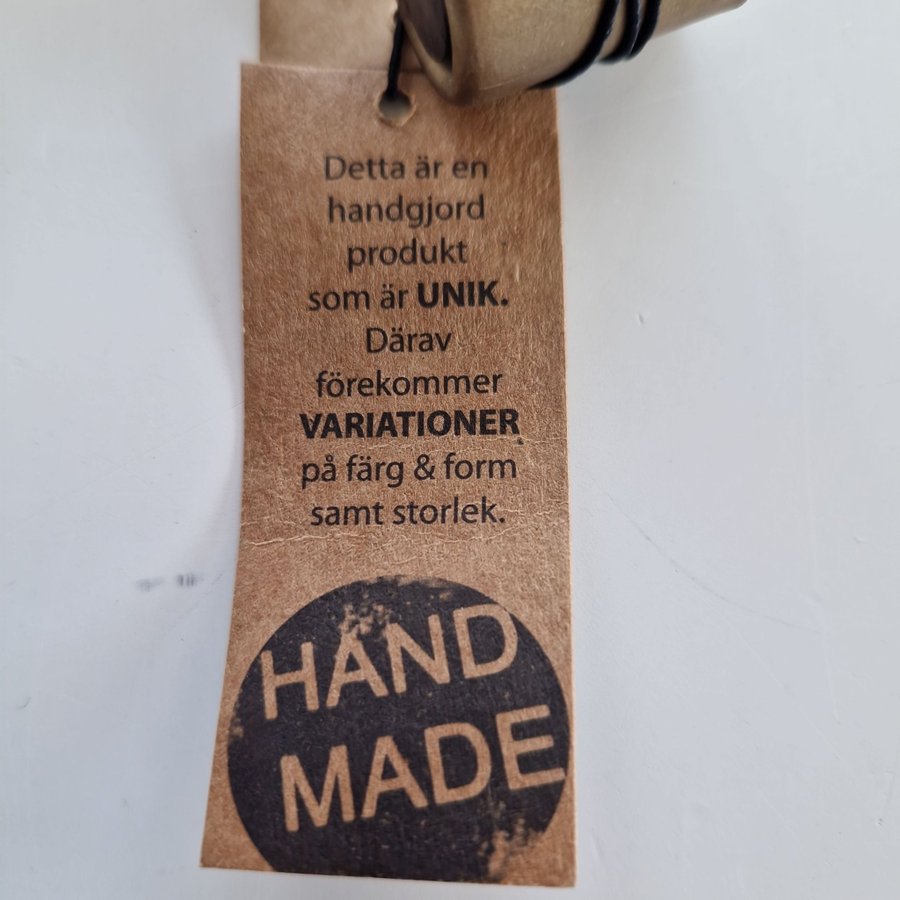 Detta är en
handgjord
produkt
som är UNIK.
Därav
förekommer
VARIATIONER
på färg & form
samt storlek.
HAND
MADE